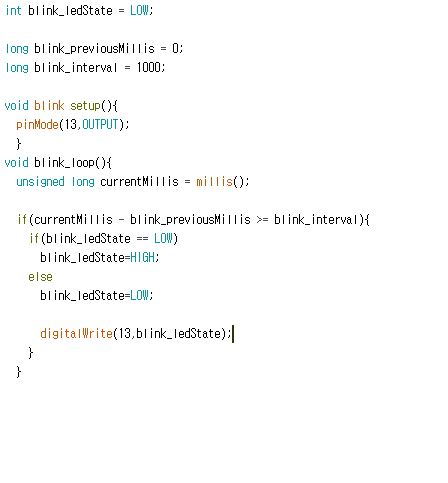 int blink_ledState = LOW;
long blink_previousMillis = 0;
long blink_interval = 1000;
void blink setup(){
pinMode(13,OUTPUT);
}
void blink_loop(){
unsigned long currentMillis = millis();
if(currentMillis - blink_previousMillis >= blink_interval){
if(blink_ledState == LOW)
blink_ledState=HIGH;
else
blink_ledState=LOW;
digitalWrite(13,blink_ledState);
}
}